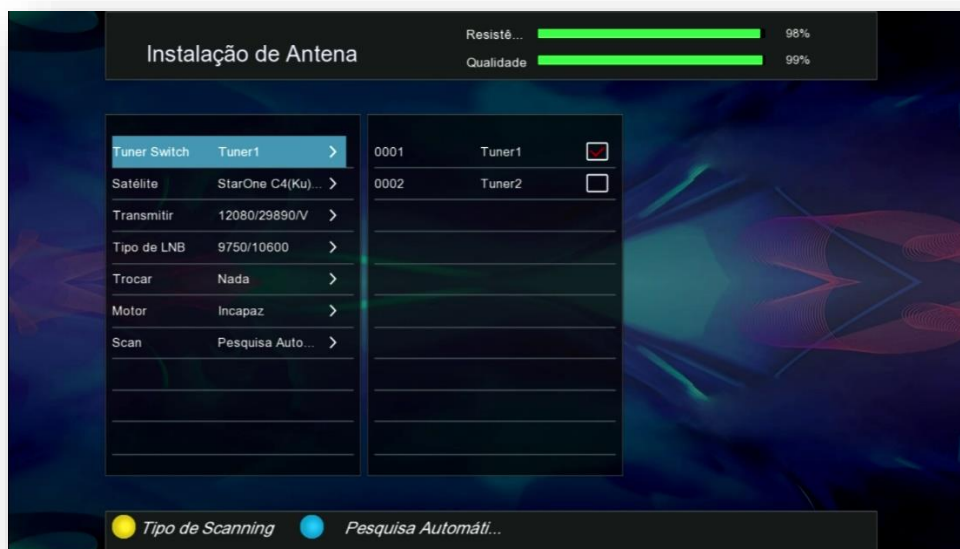 Instalação de Antena
Resistê... 98%
Qualidade 99%
Tuner Switch Tuner1 >
Satélite StarOne C4(Ku)... >
Transmitir 12080/29890/V >
Tipo de LNB 9750/10600 >
Trocar Nada >
Motor Incapaz >
Scan Pesquisa Auto... >
0001 Tuner1
0002 Tuner2
Tipo de Scanning Pesquisa Automáti...